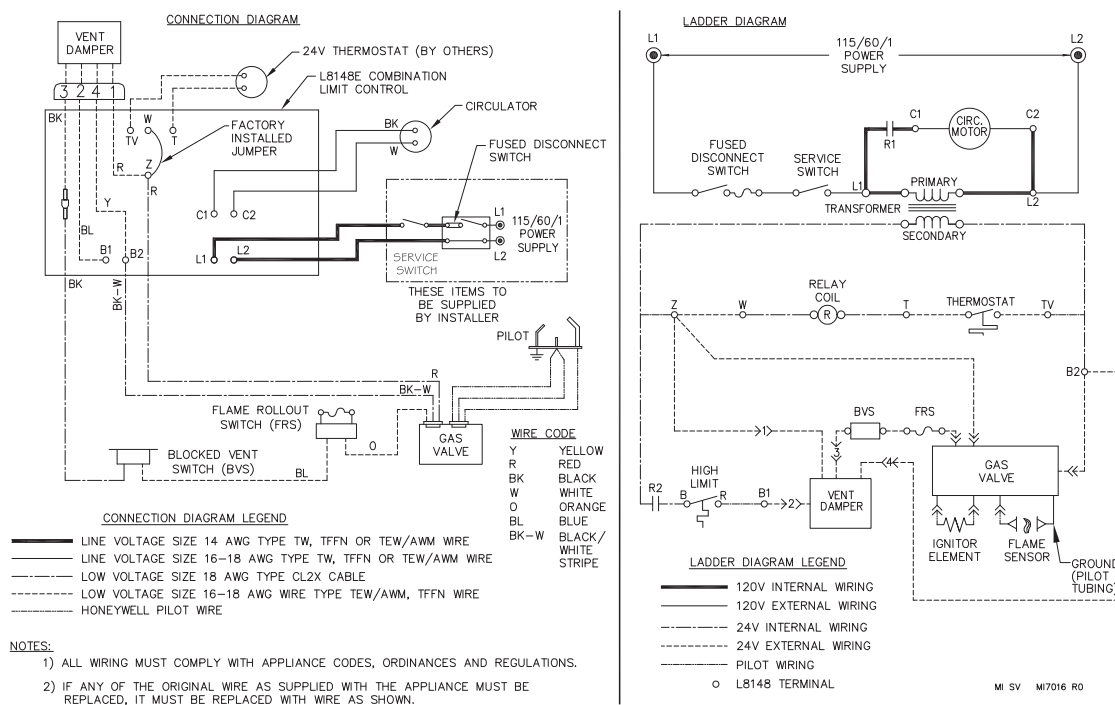 CONNECTION DIAGRAM
VENT
DAMPER
3 2 4 1
24V THERMOSTAT (BY OTHERS)
L8148E COMBINATION
LIMIT CONTROL
BK
TV
W
T
FACTORY
INSTALLED
JUMPER
R
Z
R
Y
BL
B1
B2
BK
BK-W
CIRCULATOR
BK
W
C1
C2
L1
L2
FUSED DISCONNECT
SWITCH
L1
115/60/1
POWER
SUPPLY
L2
SERVICE
SWITCH
THESE ITEMS TO
BE SUPPLIED
BY INSTALLER
PILOT
R
BK-W
FLAME ROLLOUT
SWITCH (FRS)
O
GAS
VALVE
BLOCKED VENT
SWITCH (BVS)
BL
WIRE CODE
Y YELLOW
R RED
BK BLACK
W WHITE
O ORANGE
BL BLUE
BK-W BLACK/
WHITE
STRIPE
CONNECTION DIAGRAM LEGEND
LINE VOLTAGE SIZE 14 AWG TYPE TW, TFFN OR TEW/AWM WIRE
LINE VOLTAGE SIZE 16-18 AWG TYPE TW, TFFN OR TEW/AWM WIRE
LOW VOLTAGE SIZE 18 AWG TYPE CL2X CABLE
LOW VOLTAGE SIZE 16-18 AWG WIRE TYPE TEW/AWM, TFFN WIRE
HONEYWELL PILOT WIRE
NOTES:
1) ALL WIRING MUST COMPLY WITH APPLIANCE CODES, ORDINANCES AND REGULATIONS.
2) IF ANY OF THE ORIGINAL WIRE AS SUPPLIED WITH THE APPLIANCE MUST BE
REPLACED, IT MUST BE REPLACED WITH WIRE AS SHOWN.
LADDER DIAGRAM
L1
115/60/1
POWER
SUPPLY
L2
C1
CIRC.
MOTOR
C2
R1
FUSED
DISCONNECT
SWITCH
SERVICE
SWITCH
L1
PRIMARY
L2
TRANSFORMER
SECONDARY
RELAY
COIL
Z
W
R
T
THERMOSTAT
TV
B2
BVS
FRS
1
3
4
GAS
VALVE
HIGH
LIMIT
R2
B
R
B1
2
VENT
DAMPER
IGNITOR
ELEMENT
FLAME
SENSOR
GROUND
(PILOT
TUBING)
LADDER DIAGRAM LEGEND
120V INTERNAL WIRING
120V EXTERNAL WIRING
24V INTERNAL WIRING
24V EXTERNAL WIRING
PILOT WIRING
L8148 TERMINAL
MI SV MI7016 R0